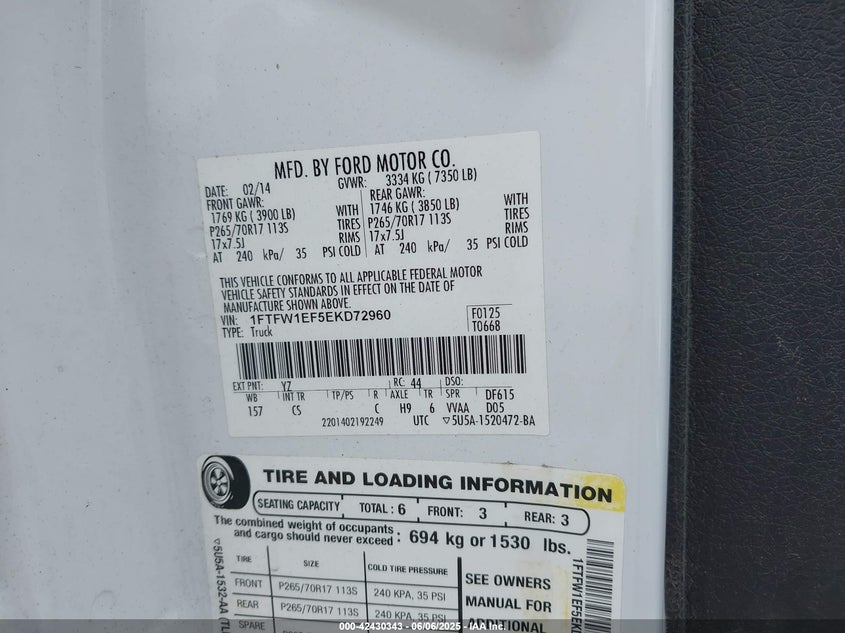 MFD. BY FORD MOTOR CO.
DATE: 02/14 GVWR: 3334 KG ( 7350 LB)
FRONT GAWR: REAR GAWR:
1769 KG ( 3900 LB) WITH 1746 KG ( 3850 LB) WITH
P265/70R17 113S TIRES P265/70R17 113S TIRES
17x7.5J RIMS 17x7.5J RIMS
AT 240 kPa/ 35 PSI COLD AT 240 kPa/ 35 PSI COLD
THIS VEHICLE CONFORMS TO ALL APPLICABLE FEDERAL MOTOR
VEHICLE SAFETY STANDARDS IN EFFECT ON THE DATE OF
MANUFACTURE SHOWN ABOVE.
VIN: 1FTFW1EF5EKD72960 F0125
TYPE: Truck T0668
EXT PNT: YZ RC: 44 DSO:
WB INT TR TP/PS R AXLE TR SPR DF615
157 CS C H9 6 VVAA D05
2201402192249 UTC ▽5U5A-1520472-BA
TIRE AND LOADING INFORMATION
SEATING CAPACITY TOTAL : 6 FRONT: 3 REAR: 3
The combined weight of occupants
and cargo should never exceed : 694 kg or 1530 lbs.
TIRE SIZE COLD TIRE PRESSURE
FRONT P265/70R17 113S 240 KPA, 35 PSI
REAR P265/70R17 113S 240 KPA, 35 PSI
SPARE
SEE OWNERS
MANUAL FOR
ADDITIONAL
▽5U5A-1532-AA
1FTFW1EF5EKD
000-42430343 - 06/06/2025 - IAA Inc.